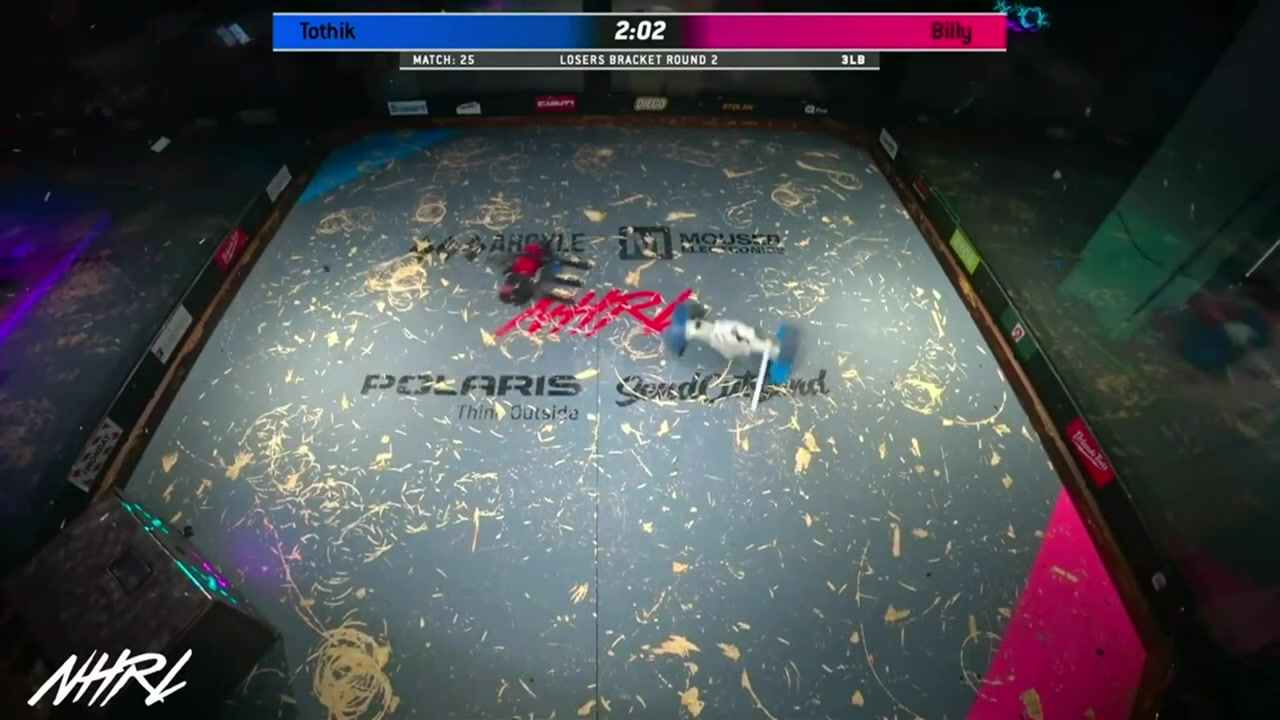 Tothik
2:02
Billy
MATCH: 25
LOSERS BRACKET ROUND 2
3LB
DIEGO
ARGYLE
MOUSER
ELECTRONICS
NHRL
POLARIS
Think Outside
SendCutSend
NHRL